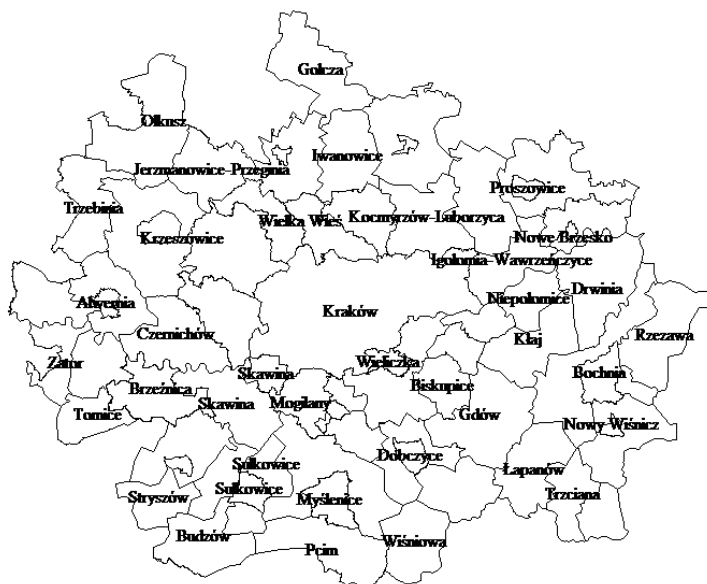 Gołcza
Olkusz
Iwanowice
Jerzmanowice-Przeginia
Proszowice
Trzebinia
Wielka Wieś
Kocmyrzów-Luborzyca
Krzeszowice
Nowe Brzesko
Igołomia-Wawrzeńczyce
Drwinia
Niepołomice
Alwernia
Kraków
Czernichów
Kłaj
Rzezawa
Zator
Wieliczka
Skawina
Bochnia
Brzeźnica
Biskupice
Skawina
Mogilany
Tomice
Gdów
Nowy Wiśnicz
Dobczyce
Sułkowice
Łapanów
Trzciana
Sułkowice
Stryszów
Myślenice
Budzów
Wiśniowa
Pcim